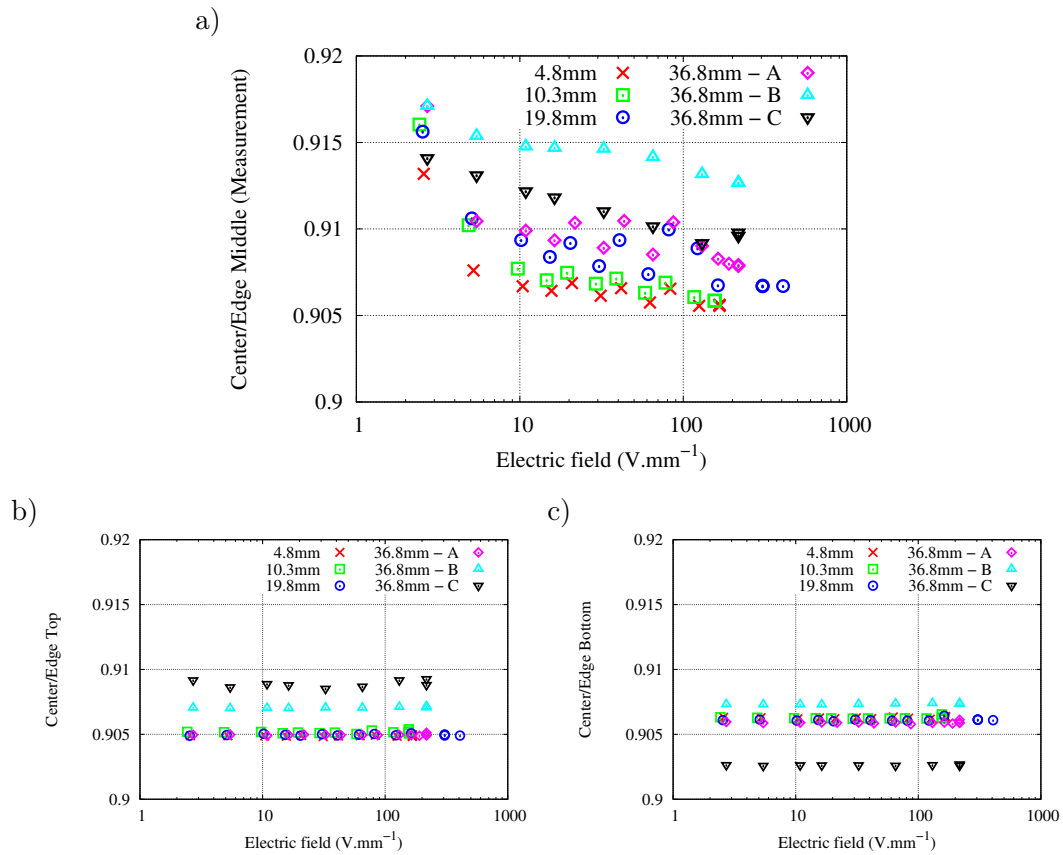 a)
0.92
4.8mm 36.8mm – A
10.3mm 36.8mm – B
19.8mm 36.8mm – C
0.915
0.91
0.905
0.9
1 10 100 1000
Center/Edge Middle (Measurement)
Electric field (V.mm⁻¹)
b)
0.92
4.8mm 36.8mm – A
10.3mm 36.8mm – B
19.8mm 36.8mm – C
0.915
0.91
0.905
0.9
1 10 100 1000
Center/Edge Top
Electric field (V.mm⁻¹)
c)
0.92
4.8mm 36.8mm – A
10.3mm 36.8mm – B
19.8mm 36.8mm – C
0.915
0.91
0.905
0.9
1 10 100 1000
Center/Edge Bottom
Electric field (V.mm⁻¹)